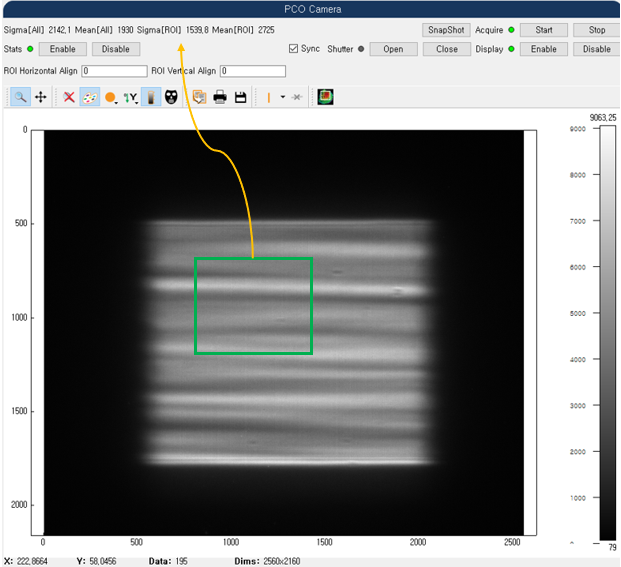 PCO Camera
Sigma[All] 2142,1 Mean[All] 1930 Sigma[ROI] 1539,8 Mean[ROI] 2725
SnapShot Acquire Start Stop
Stats Enable Disable Sync Shutter Open Close Display Enable Disable
ROI Horizontal Align 0 ROI Vertical Align 0
9063,25
0
9000
8000
500
7000
6000
1000
5000
4000
1500
3000
2000
2000
1000
79
0 500 1000 1500 2000 2500
X: 222,8664 Y: 58,0456 Data: 195 Dims: 2560x2160